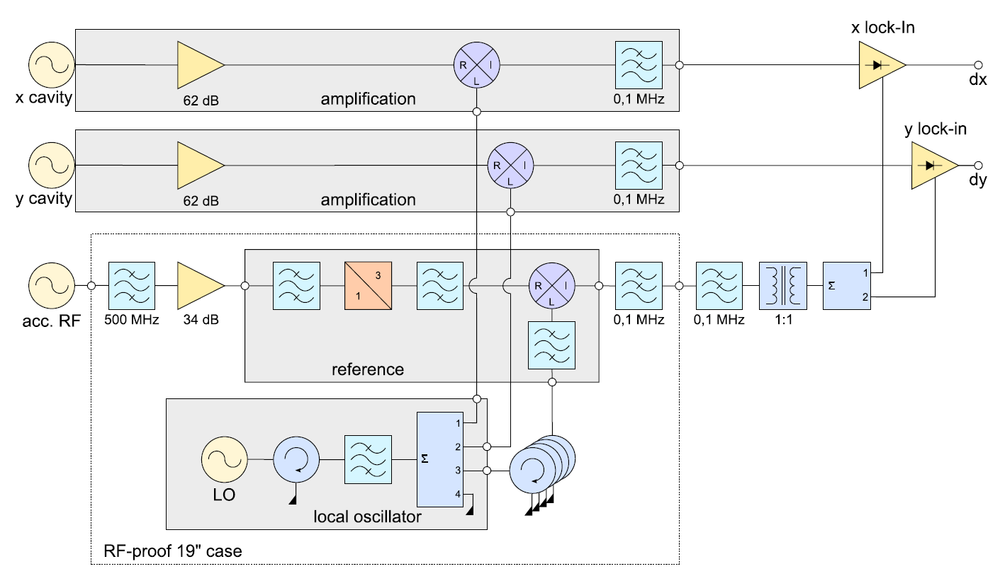 x lock-In
R I
L
x cavity
62 dB
amplification
0,1 MHz
dx
y lock-in
R I
L
y cavity
62 dB
amplification
0,1 MHz
dy
3
1
R I
L
1
Σ
2
acc. RF
500 MHz
34 dB
0,1 MHz
0,1 MHz
1:1
reference
1
2
Σ
3
4
LO
local oscillator
RF-proof 19" case